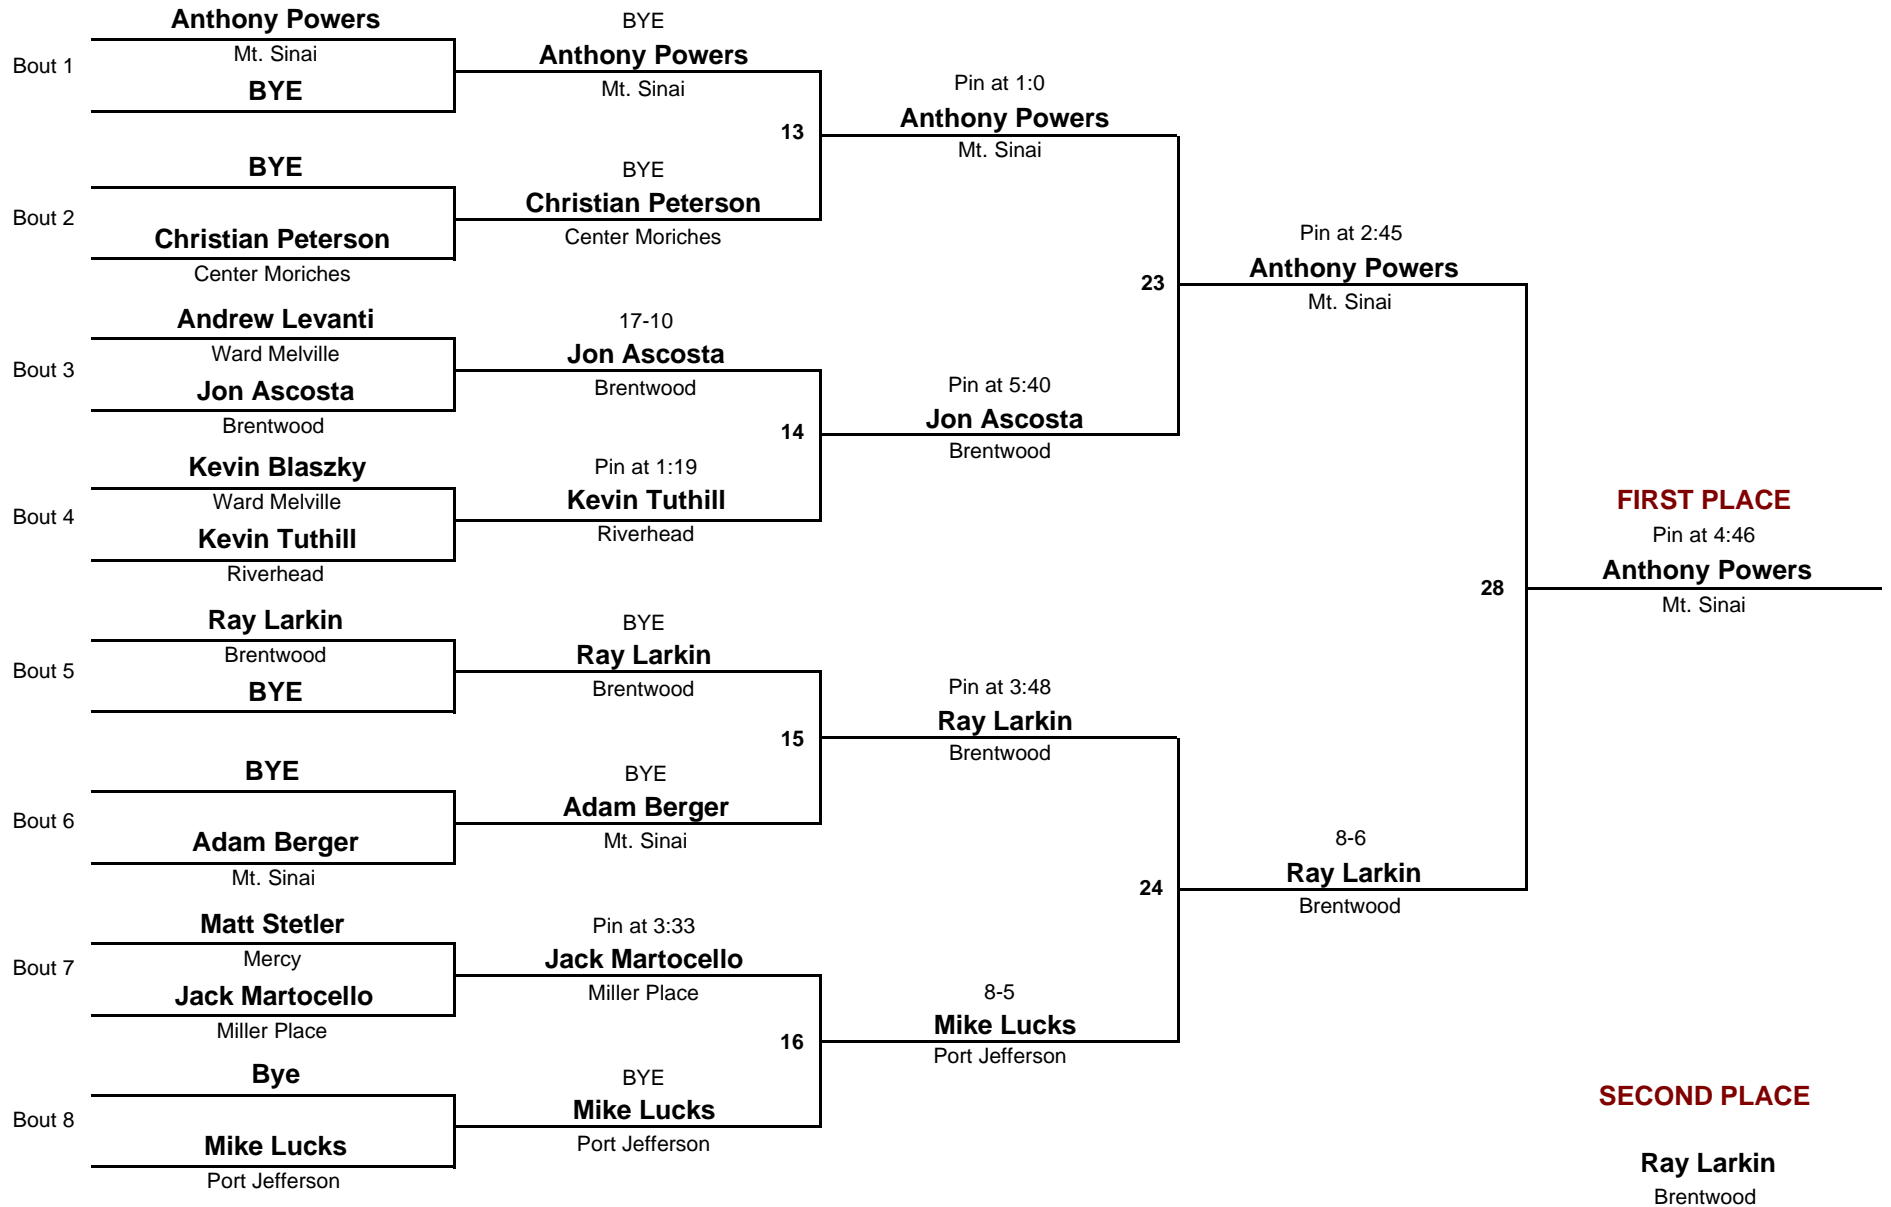 Anthony Powers
Bout 1
Mt. Sinai
BYE
BYE
Bout 2
Christian Peterson
Center Moriches
Andrew Levanti
Bout 3
Ward Melville
Jon Ascosta
Brentwood
Kevin Blaszky
Bout 4
Ward Melville
Kevin Tuthill
Riverhead
Ray Larkin
Bout 5
Brentwood
BYE
BYE
Bout 6
Adam Berger
Mt. Sinai
Matt Stetler
Bout 7
Mercy
Jack Martocello
Miller Place
Bye
Bout 8
Mike Lucks
Port Jefferson
BYE
Anthony Powers
Mt. Sinai
13
BYE
Christian Peterson
Center Moriches
17-10
Jon Ascosta
Brentwood
14
Pin at 1:19
Kevin Tuthill
Riverhead
BYE
Ray Larkin
Brentwood
15
BYE
Adam Berger
Mt. Sinai
Pin at 3:33
Jack Martocello
Miller Place
16
BYE
Mike Lucks
Port Jefferson
Pin at 1:0
Anthony Powers
Mt. Sinai
23
Pin at 5:40
Jon Ascosta
Brentwood
Pin at 3:48
Ray Larkin
Brentwood
24
8-5
Mike Lucks
Port Jefferson
Pin at 2:45
Anthony Powers
Mt. Sinai
28
8-6
Ray Larkin
Brentwood
FIRST PLACE
Pin at 4:46
Anthony Powers
Mt. Sinai
SECOND PLACE
Ray Larkin
Brentwood